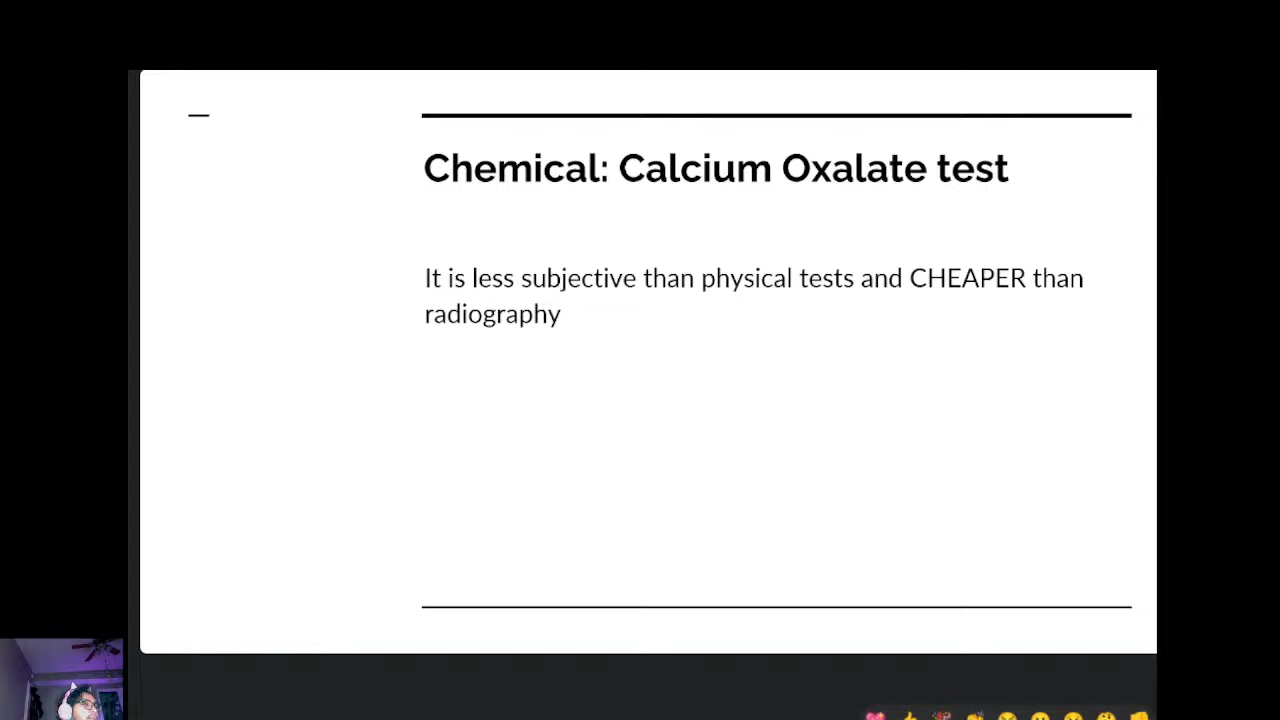 Chemical: Calcium Oxalate test
It is less subjective than physical tests and CHEAPER than
radiography